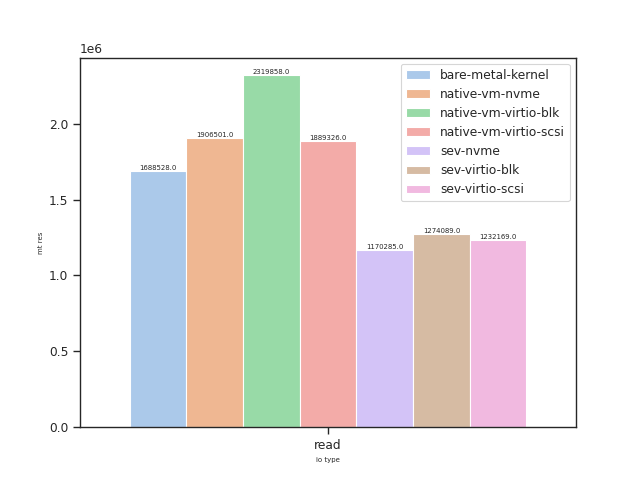 1e6
2319858.0
1906501.0
1889326.0
1688528.0
1274089.0
1232169.0
1170285.0
bare-metal-kernel
native-vm-nvme
native-vm-virtio-blk
native-vm-virtio-scsi
sev-nvme
sev-virtio-blk
sev-virtio-scsi
2.0
1.5
1.0
0.5
0.0
mt res
read
io type